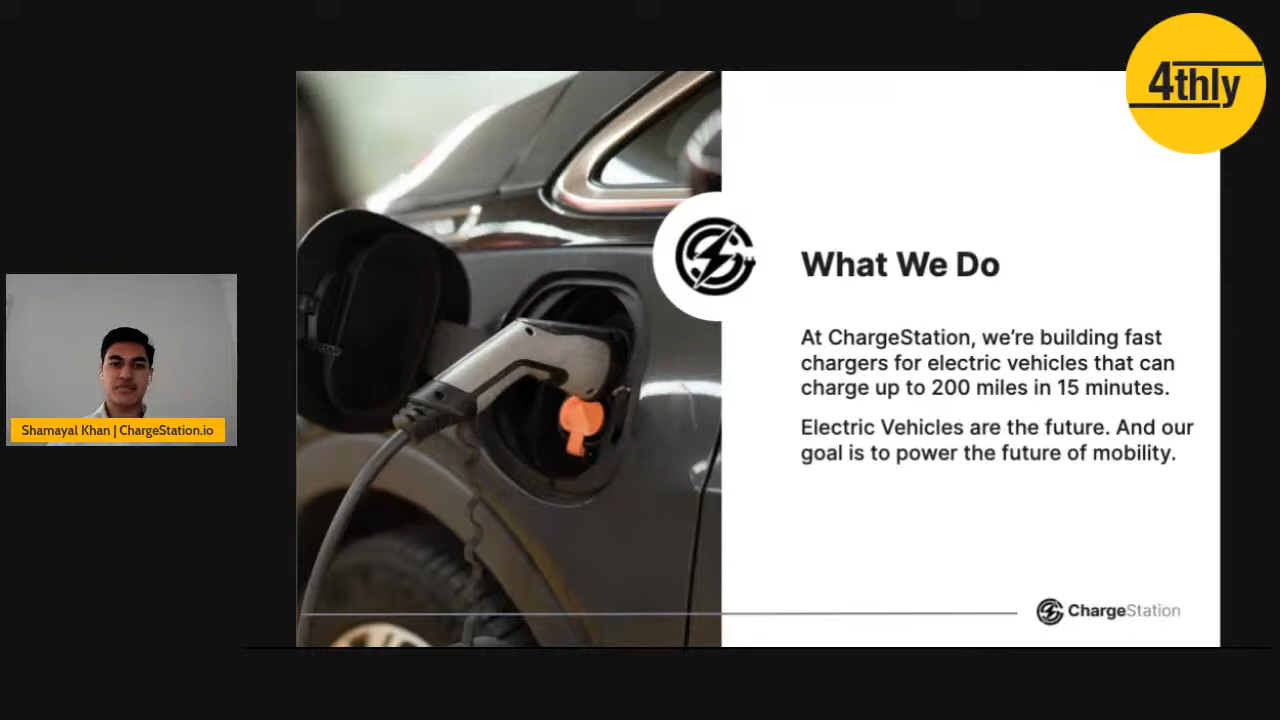 4thly
What We Do
At ChargeStation, we’re building fast
chargers for electric vehicles that can
charge up to 200 miles in 15 minutes.
Electric Vehicles are the future. And our
goal is to power the future of mobility.
Shamayal Khan | ChargeStation.io
ChargeStation